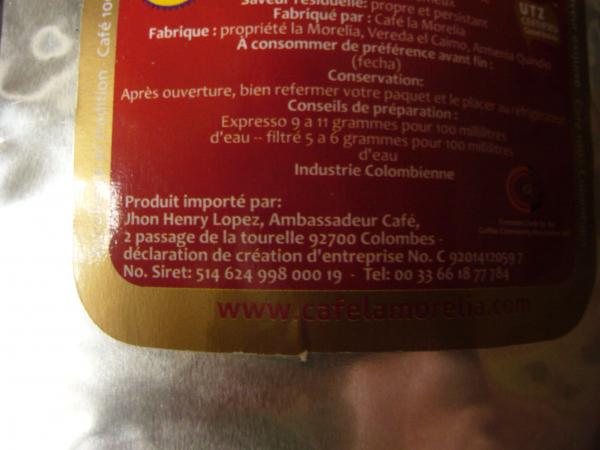 Saveur résiduelle: propre et persistant
Fabriqué par : Café la Morelia
Fabrique : propriété la Morelia, Vereda el Caimo, Armenia Quindio
À consommer de préférence avant fin :
(fecha)
Conservation:
Après ouverture, bien refermer votre paquet et le placer au réfrigérateur
Conseils de préparation :
Expresso 9 a 11 grammes pour 100 millilitres
d'eau -- filtré 5 a 6 grammes pour 100 millilitres
d'eau
Industrie Colombienne
Produit importé par:
Jhon Henry Lopez, Ambassadeur Café,
2 passage de la tourelle 92700 Colombes -
déclaration de création d'entreprise No. C 9201412059 7
No. Siret: 514 624 998 000 19 - Tel: 00 33 66 18 77 784
www.cafelamorelia.com
UTZ
CERTIFIED
Café 100